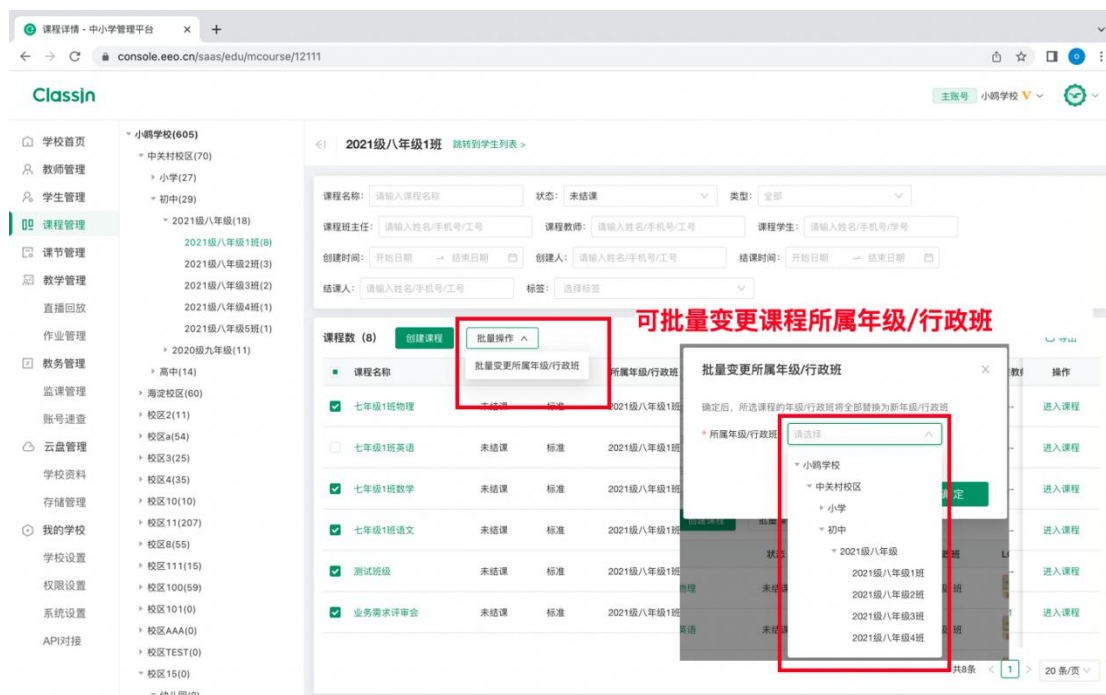 课程详情 - 中小学管理平台
console.eeo.cn/saas/edu/mcourse/12111
ClassIn
主账号 小鸥学校
学校首页
教师管理
学生管理
课程管理
课节管理
教学管理
直播回放
作业管理
教务管理
监课管理
账号速查
云盘管理
学校资料
存储管理
我的学校
学校设置
权限设置
系统设置
API对接
小鸥学校(605)
中关村校区(70)
小学(27)
初中(29)
2021级八年级(18)
2021级八年级1班(8)
2021级八年级2班(3)
2021级八年级3班(2)
2021级八年级4班(1)
2021级八年级5班(1)
2020级九年级(11)
高中(14)
海淀校区(60)
校区2(11)
校区a(54)
校区3(25)
校区4(35)
校区10(10)
校区11(207)
校区8(55)
校区111(15)
校区100(59)
校区101(0)
校区AAA(0)
校区TEST(0)
校区15(0)
2021级八年级1班 跳转到学生列表 >
课程名称: 请输入课程名称 状态: 未结课 类型: 全部
课程班主任: 请输入姓名/手机号/工号 课程教师: 请输入姓名/手机号/工号 课程学生: 请输入姓名/手机号/学号
创建时间: 开始日期 → 结束日期 创建人: 请输入姓名/手机号/工号 结课时间: 开始日期 → 结束日期
结课人: 请输入姓名/手机号/工号 标签: 选择标签
可批量变更课程所属年级/行政班
课程数 (8) 创建课程 批量操作
批量变更所属年级/行政班
课程名称 所属年级/行政班 操作
七年级1班物理 未结课 标准 2021级八年级1班 进入课程
七年级1班英语 未结课 标准 2021级八年级1班 进入课程
七年级1班数学 未结课 标准 2021级八年级1班 进入课程
七年级1班语文 未结课 标准 2021级八年级1班 进入课程
测试班级 未结课 标准 2021级八年级1班 进入课程
业务需求评审会 未结课 标准 2021级八年级1班 进入课程
批量变更所属年级/行政班
确定后，所选课程的年级/行政班将全部替换为新年级/行政班
* 所属年级/行政班 请选择
小鸥学校
中关村校区
小学
初中
2021级八年级
2021级八年级1班
2021级八年级2班
2021级八年级3班
2021级八年级4班
定
共8条 < 1 > 20 条/页